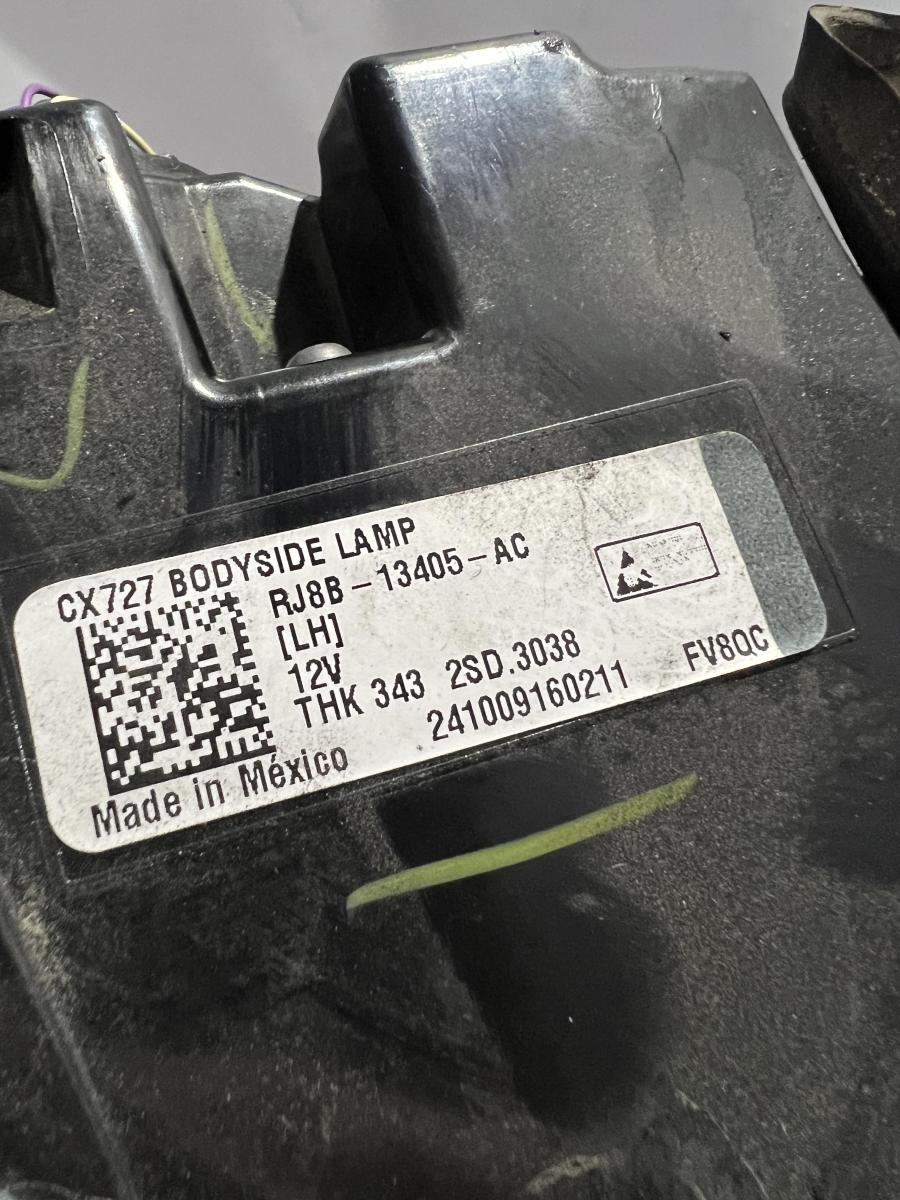 CX727 BODYSIDE LAMP
RJ8B-13405-AC
[LH]
12V
THK 343 2SD.3038
241009160211
FV8QC
Made in México